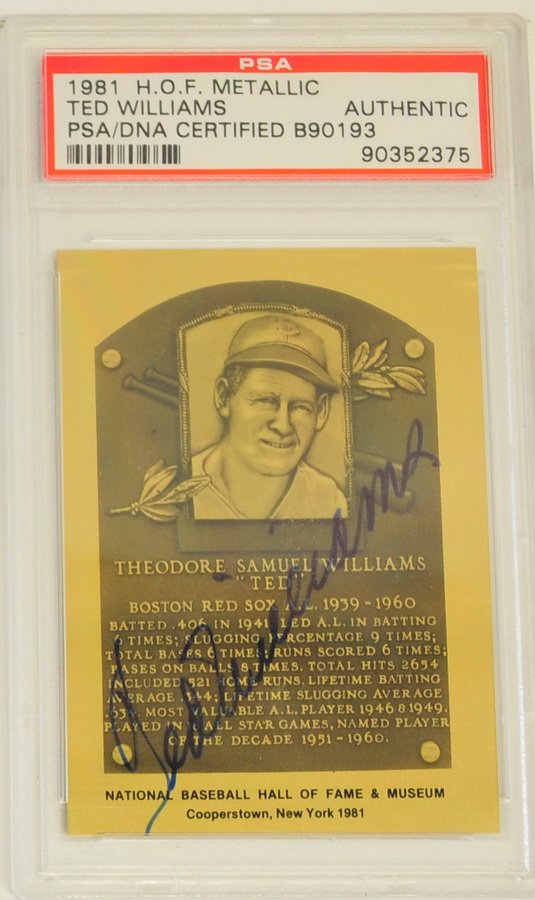 PSA
1981 H.O.F. METALLIC
TED WILLIAMS AUTHENTIC
PSA/DNA CERTIFIED B90193
90352375
THEODORE SAMUEL WILLIAMS
"TED"
BOSTON RED SOX A.L. 1939-1960
BATTED .406 IN 1941. LED A.L. IN BATTING
6 TIMES; SLUGGING PERCENTAGE 9 TIMES;
TOTAL BASES 6 TIMES; RUNS SCORED 6 TIMES;
BASES ON BALLS 8 TIMES. TOTAL HITS 2654
INCLUDED 521 HOME RUNS. LIFETIME BATTING
AVERAGE .344; LIFETIME SLUGGING AVERAGE
.634. MOST VALUABLE A.L. PLAYER 1946 & 1949.
PLAYED IN ALL STAR GAMES, NAMED PLAYER
OF THE DECADE 1951-1960.
Ted Williams
NATIONAL BASEBALL HALL OF FAME & MUSEUM
Cooperstown, New York 1981